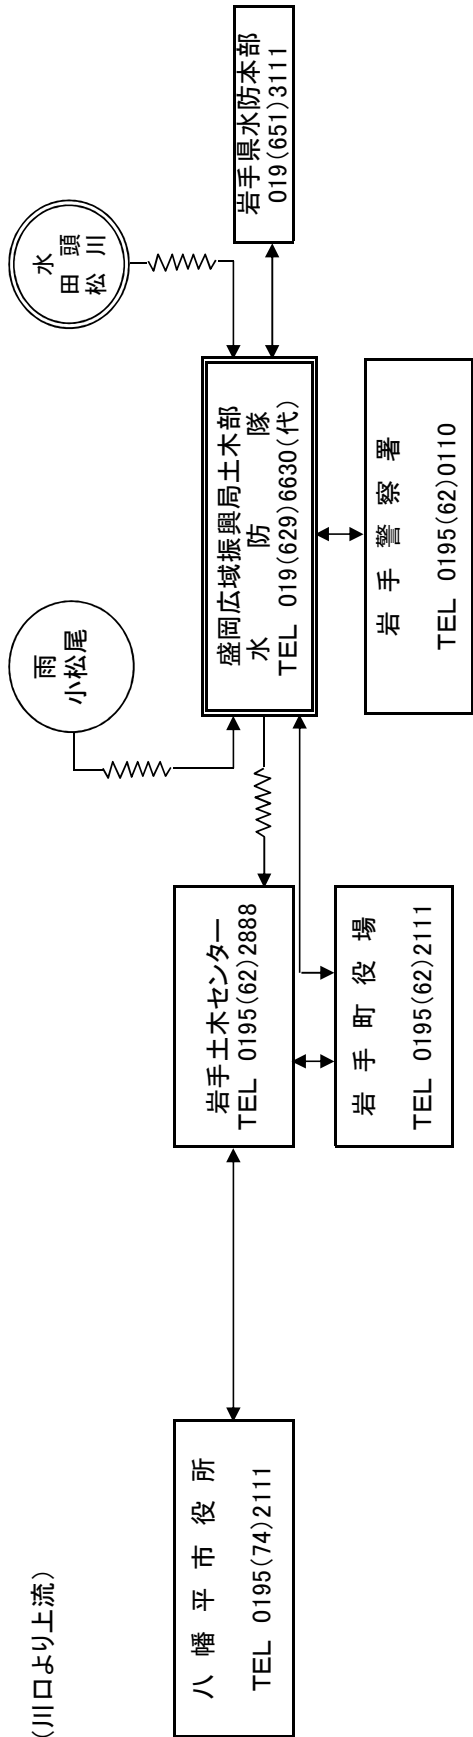 (川口より上流)
雨
小松尾
水
田 頭
松 川
八 幡 平 市 役 所
TEL 0195(74)2111
岩手土木センター
TEL 0195(62)2888
盛岡広域振興局土木部
水 防 隊
TEL 019(629)6630(代)
岩手県水防本部
019(651)3111
岩 手 町 役 場
TEL 0195(62)2111
岩 手 警 察 署
TEL 0195(62)0110